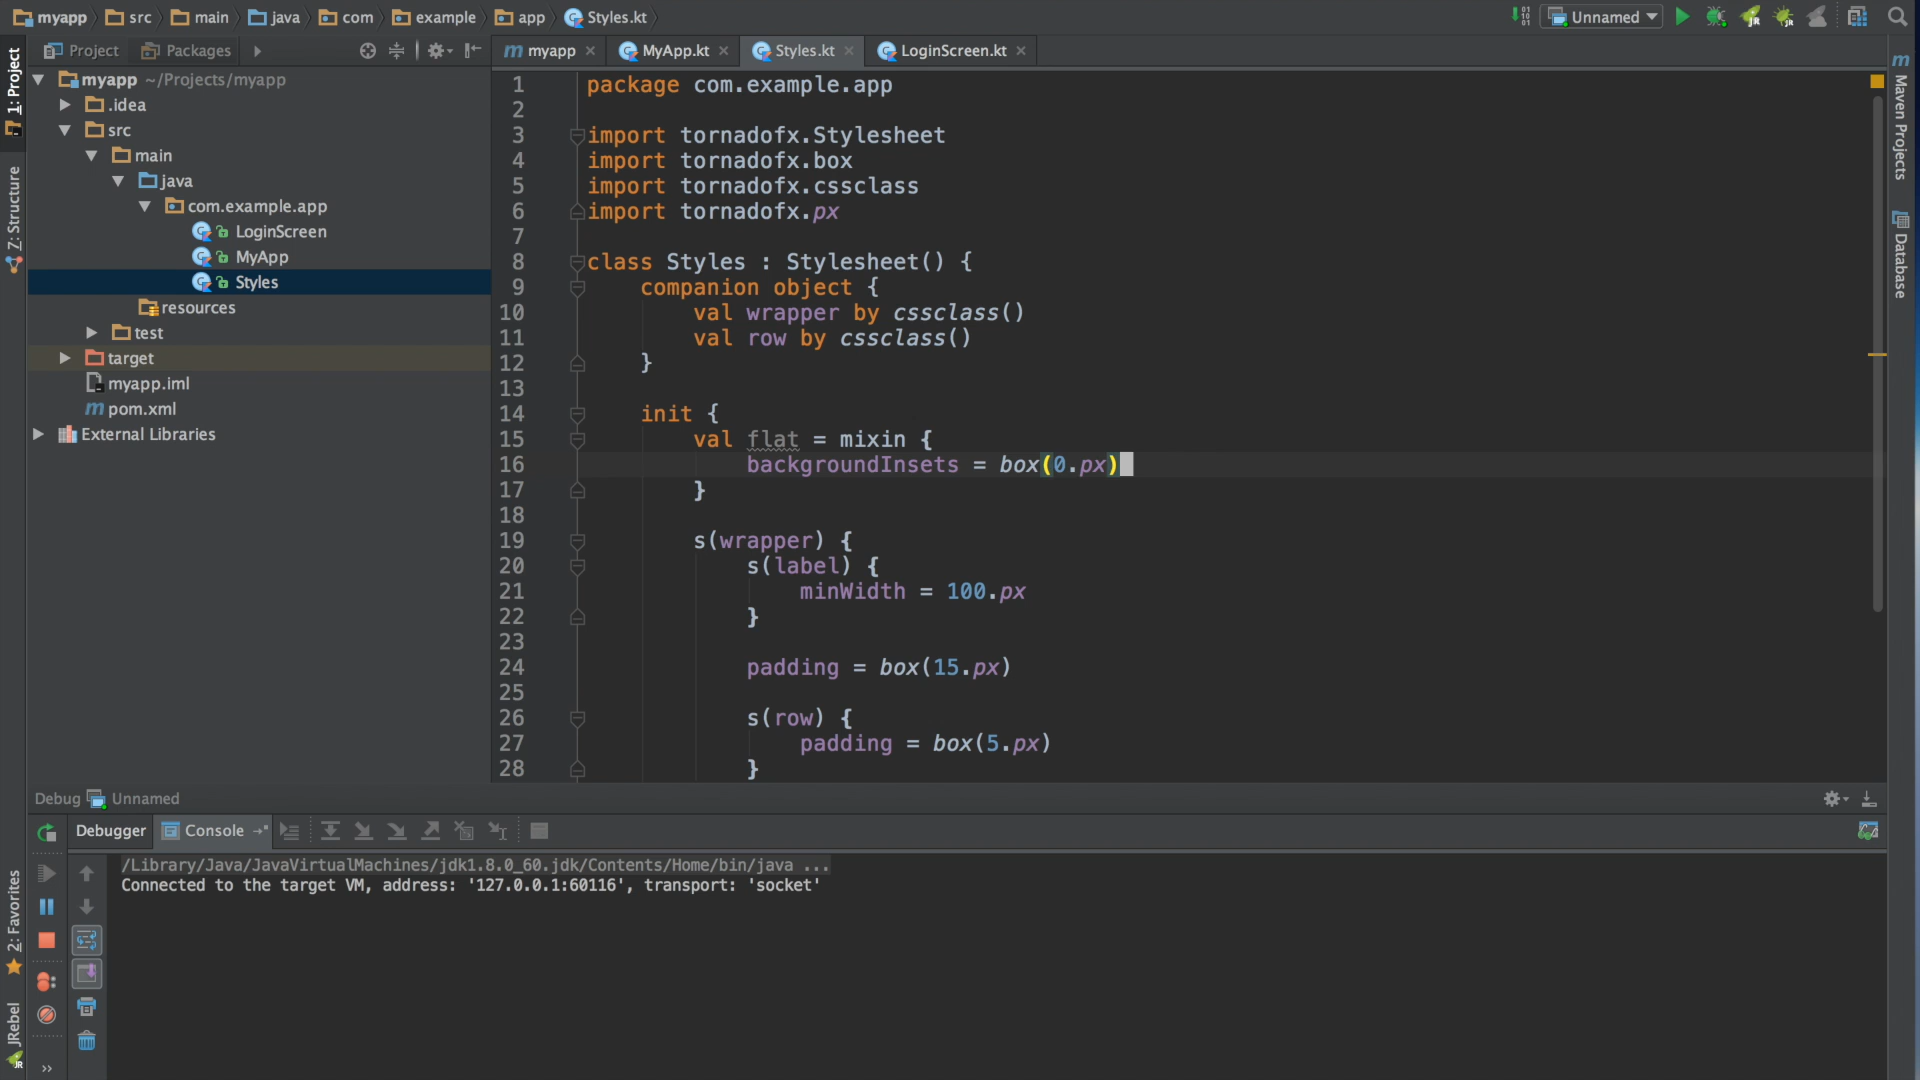 myapp src main java com example app Styles.kt
Unnamed
1: Project
Z: Structure
2: Favorites
JRebel
Project Packages
myapp ~/Projects/myapp
.idea
src
main
java
com.example.app
LoginScreen
MyApp
Styles
resources
test
target
myapp.iml
m pom.xml
External Libraries
m myapp MyApp.kt Styles.kt LoginScreen.kt
1 package com.example.app
2
3 import tornadofx.Stylesheet
4 import tornadofx.box
5 import tornadofx.cssclass
6 import tornadofx.px
7
8 class Styles : Stylesheet() {
9 companion object {
10 val wrapper by cssclass()
11 val row by cssclass()
12 }
13
14 init {
15 val flat = mixin {
16 backgroundInsets = box(0.px)
17 }
18
19 s(wrapper) {
20 s(label) {
21 minWidth = 100.px
22 }
23
24 padding = box(15.px)
25
26 s(row) {
27 padding = box(5.px)
28 }
m Maven Projects
Database
Debug Unnamed
Debugger Console
/Library/Java/JavaVirtualMachines/jdk1.8.0_60.jdk/Contents/Home/bin/java ...
Connected to the target VM, address: '127.0.0.1:60116', transport: 'socket'